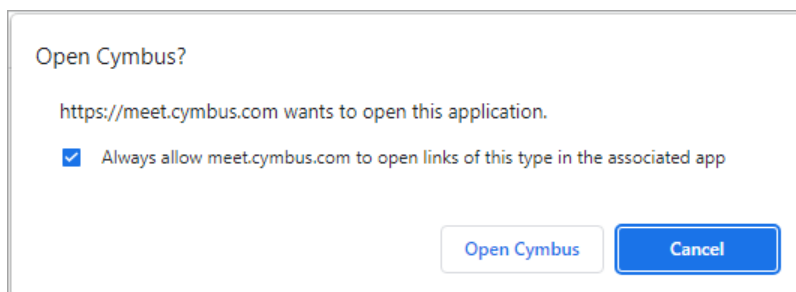 Open Cymbus?
https://meet.cymbus.com wants to open this application.
Always allow meet.cymbus.com to open links of this type in the associated app
Open Cymbus
Cancel